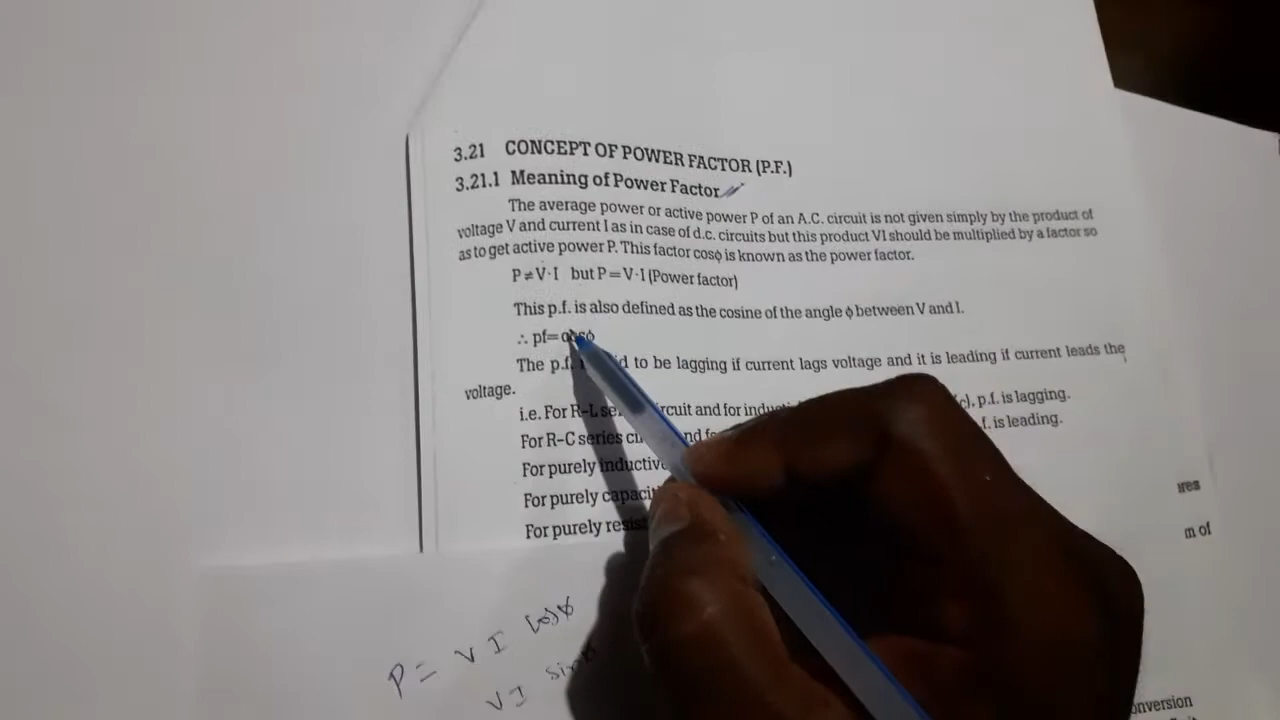 3.21 CONCEPT OF POWER FACTOR (P.F.)
3.21.1 Meaning of Power Factor
The average power or active power P of an A.C. circuit is not given simply by the product of
voltage V and current I as in case of d.c. circuits but this product VI should be multiplied by a factor so
as to get active power P. This factor cosϕ is known as the power factor.
P≠V·I but P=V·I (Power factor)
This p.f. is also defined as the cosine of the angle ϕ between V and I.
∴ pf=cosϕ
The p.f. to be lagging if current lags voltage and it is leading if current leads the
voltage.
i.e. For R-L circuit and for p.f. is lagging.
For R-C series is leading.
For purely inductive
For purely
For purely
ures
m of
P = V I Cosϕ
V I
onversion